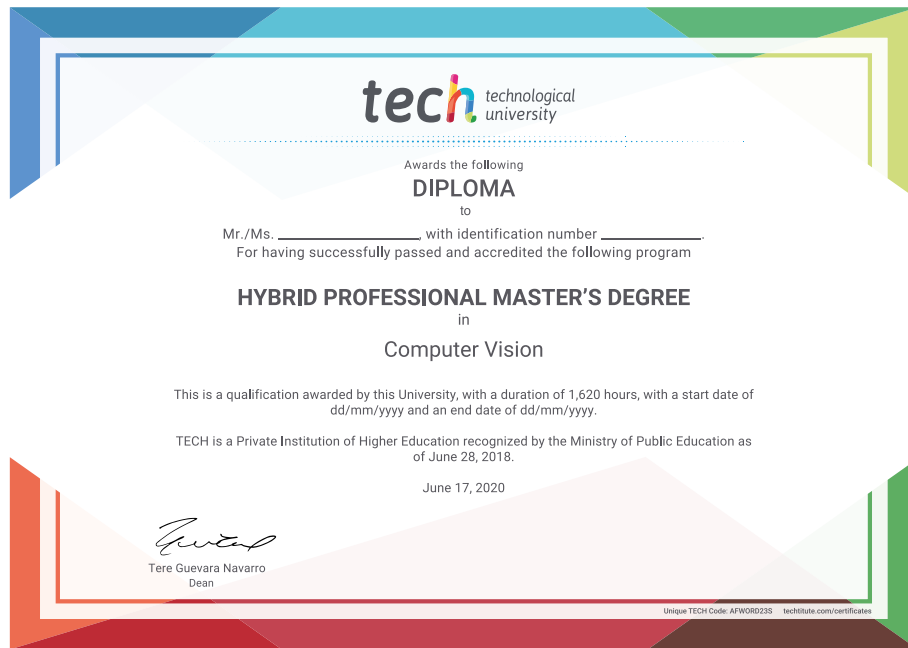 tech technological
university
Awards the following
DIPLOMA
to
Mr./Ms. ____________________, with identification number ______________.
For having successfully passed and accredited the following program
HYBRID PROFESSIONAL MASTER’S DEGREE
in
Computer Vision
This is a qualification awarded by this University, with a duration of 1,620 hours, with a start date of
dd/mm/yyyy and an end date of dd/mm/yyyy.
TECH is a Private Institution of Higher Education recognized by the Ministry of Public Education as
of June 28, 2018.
June 17, 2020
Tere Guevara Navarro
Dean
Unique TECH Code: AFWORD23S techtitute.com/certificates